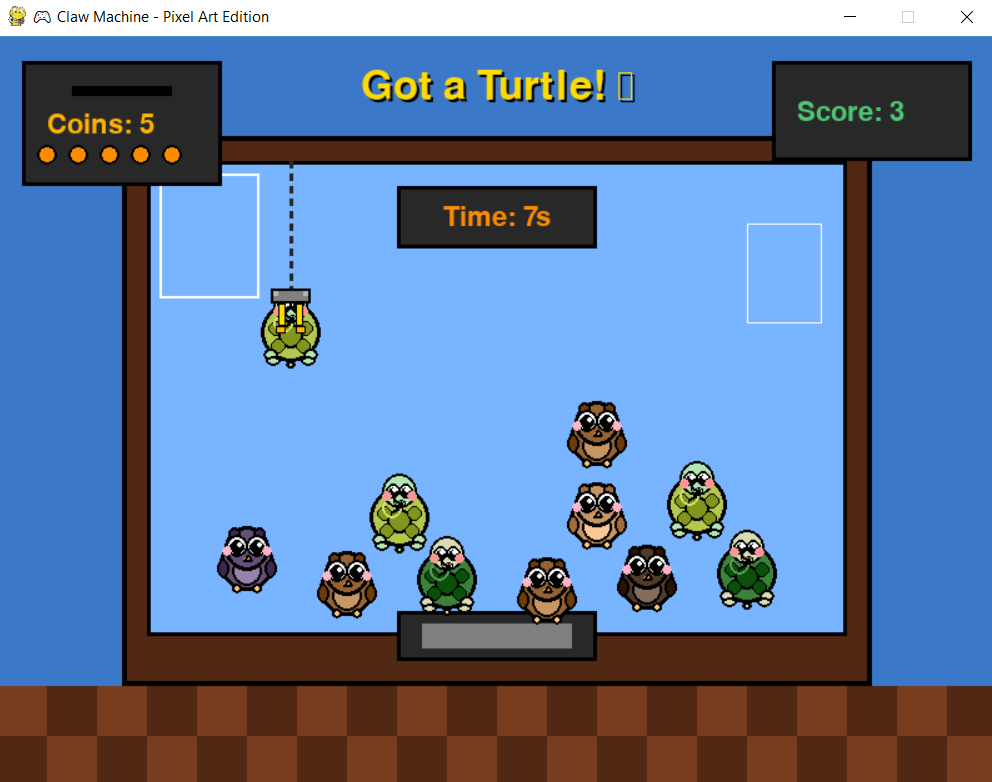 Claw Machine - Pixel Art Edition
Got a Turtle!
Coins: 5
Score: 3
Time: 7s